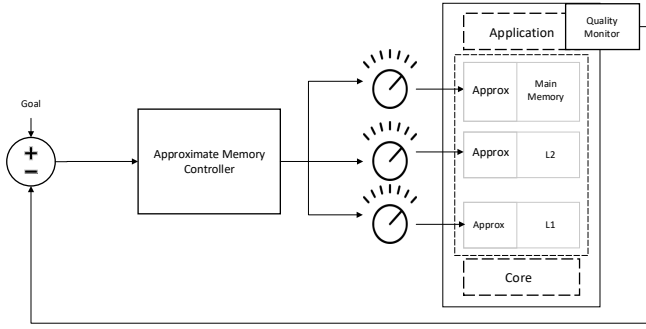 Application
Quality
Monitor
Goal
+
−
Approximate Memory
Controller
Approx
Main
Memory
Approx
L2
Approx
L1
Core